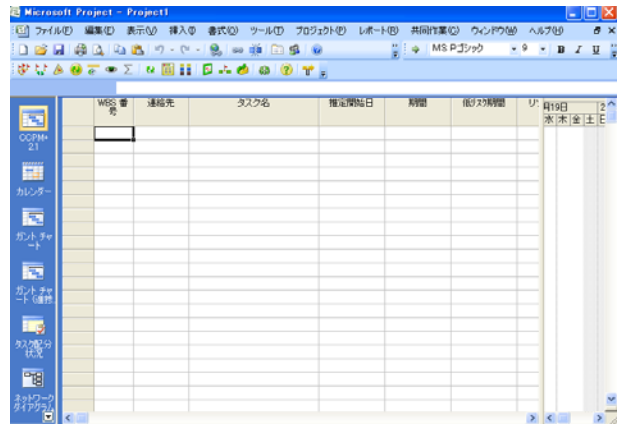 Microsoft Project - Project1
ファイル(F) 編集(E) 表示(V) 挿入(I) 書式(O) ツール(T) プロジェクト(P) レポート(R) 共同作業(C) ウィンドウ(W) ヘルプ(H)
MS Pゴシック 9 B I U
WBS 番号 連絡先 タスク名 推定開始日 期間 低リスク期間 リ
月19日 2
水 木 金 土 日
CCPM+ 2.1
カレンダー
ガント チャート
ガント チャート
タスク配分状況
ネットワーク ダイアグラム